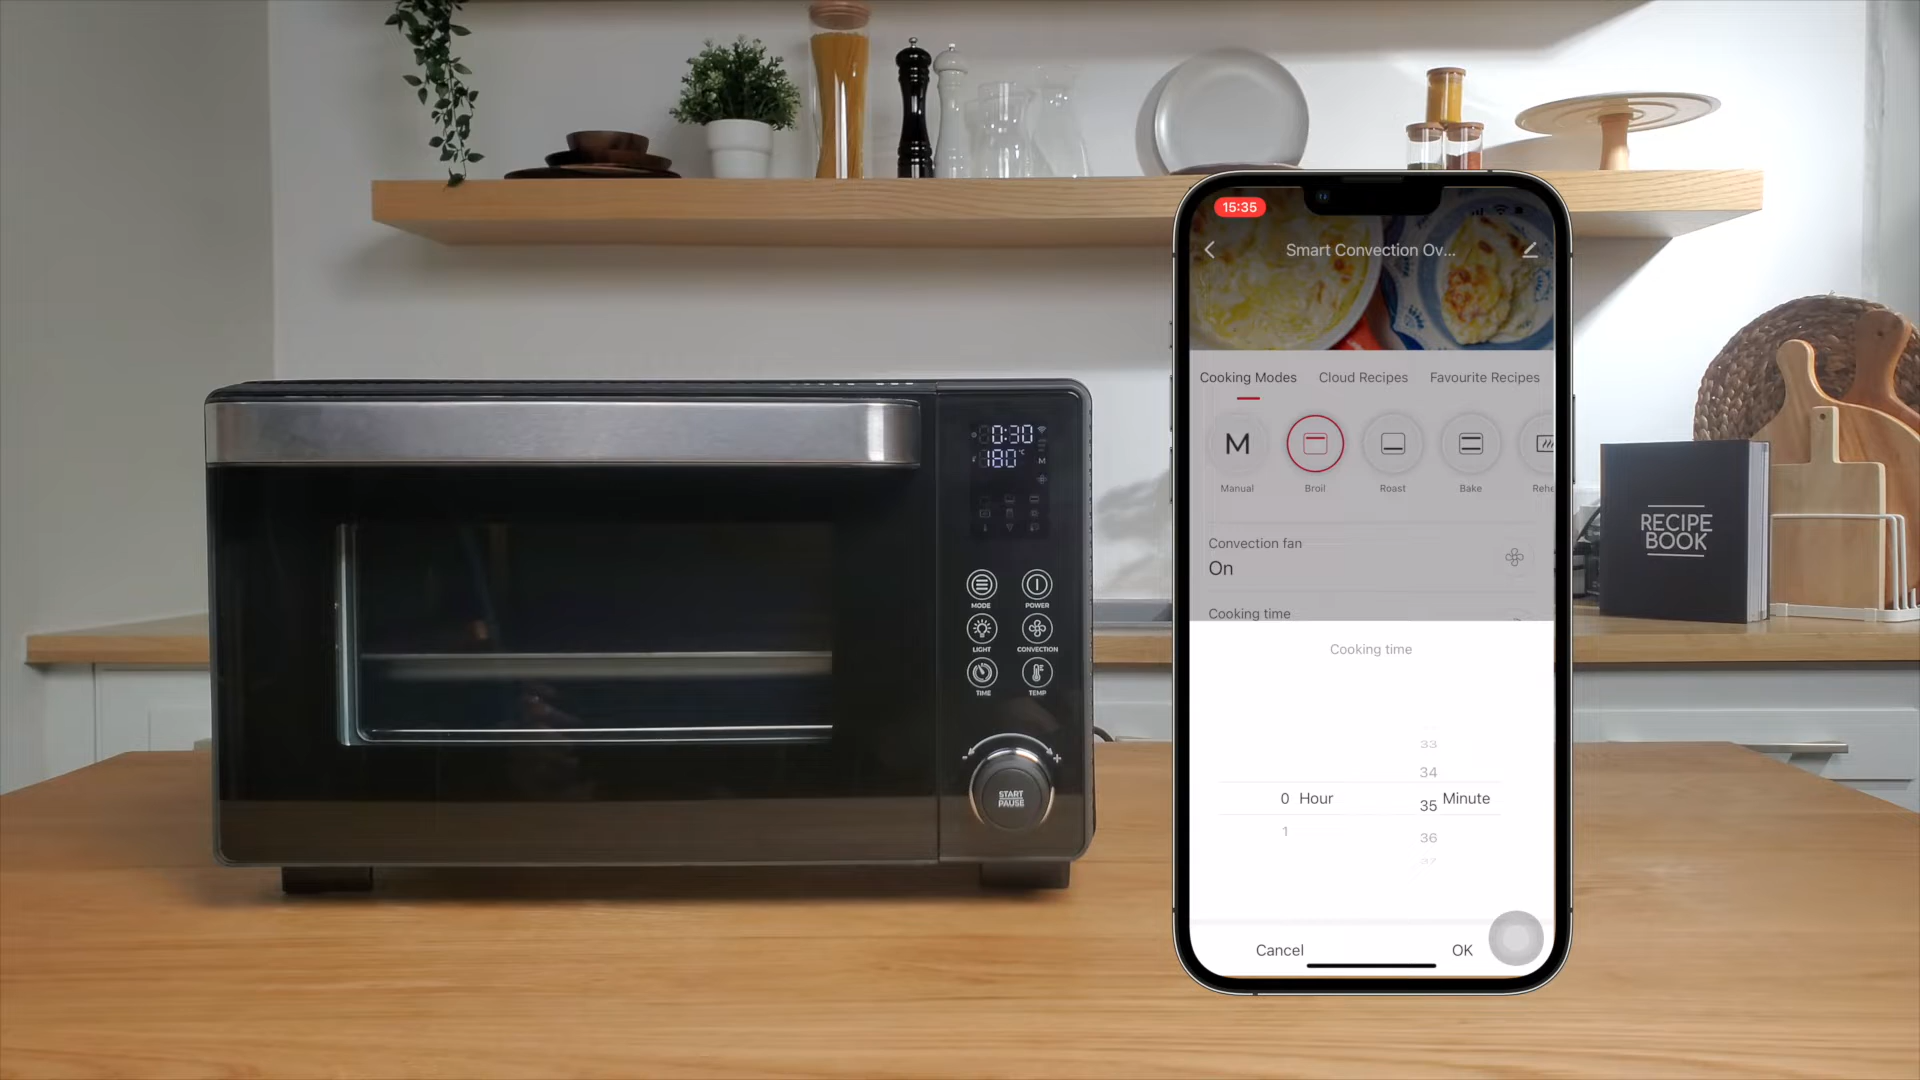 0:30
180°C
M
MODE
POWER
LIGHT
CONVECTION
TIME
TEMP
- +
START
PAUSE
15:35
Smart Convection Ov...
Cooking Modes Cloud Recipes Favourite Recipes
M
Manual Broil Roast Bake Rehe
Convection fan
On
Cooking time
Cooking time
33
34
0 Hour 35 Minute
1 36
37
Cancel OK
RECIPE
BOOK